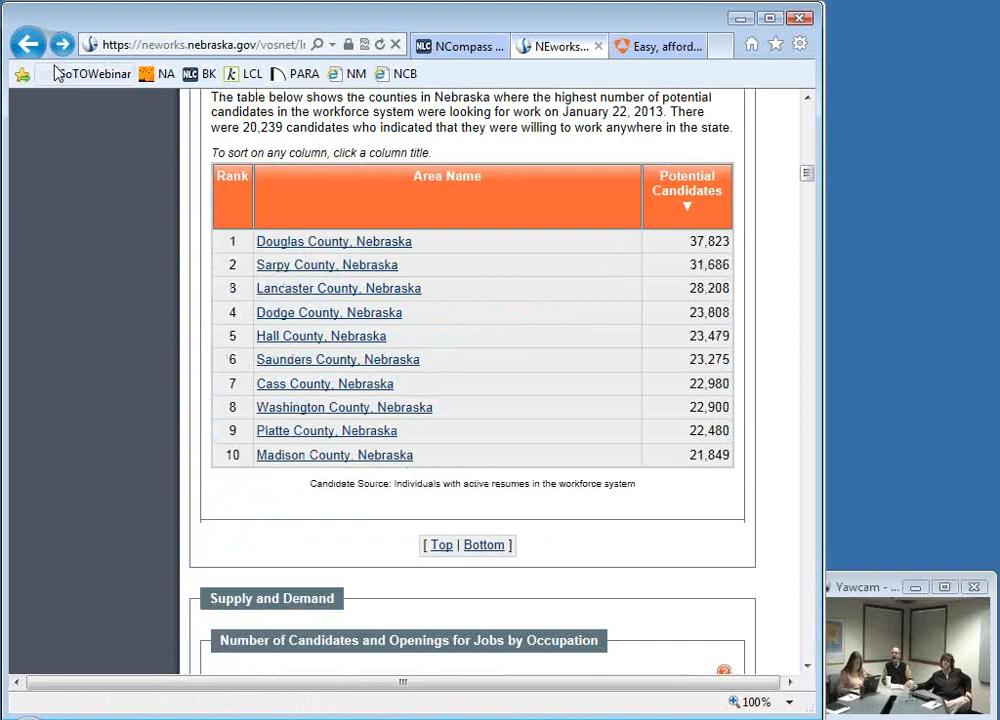 https://neworks.nebraska.gov/vosnet/lr
NCompass ...
NEworks...
Easy, afford...
GoTOWebinar
NA
NLC BK
k LCL
PARA
NM
NCB
The table below shows the counties in Nebraska where the highest number of potential
candidates in the workforce system were looking for work on January 22, 2013. There
were 20,239 candidates who indicated that they were willing to work anywhere in the state.
To sort on any column, click a column title.
Rank Area Name Potential Candidates ▼
1 Douglas County, Nebraska 37,823
2 Sarpy County, Nebraska 31,686
3 Lancaster County, Nebraska 28,208
4 Dodge County, Nebraska 23,808
5 Hall County, Nebraska 23,479
6 Saunders County, Nebraska 23,275
7 Cass County, Nebraska 22,980
8 Washington County, Nebraska 22,900
9 Platte County, Nebraska 22,480
10 Madison County, Nebraska 21,849
Candidate Source: Individuals with active resumes in the workforce system
[ Top | Bottom ]
Supply and Demand
Number of Candidates and Openings for Jobs by Occupation
Yawcam - ...
100%